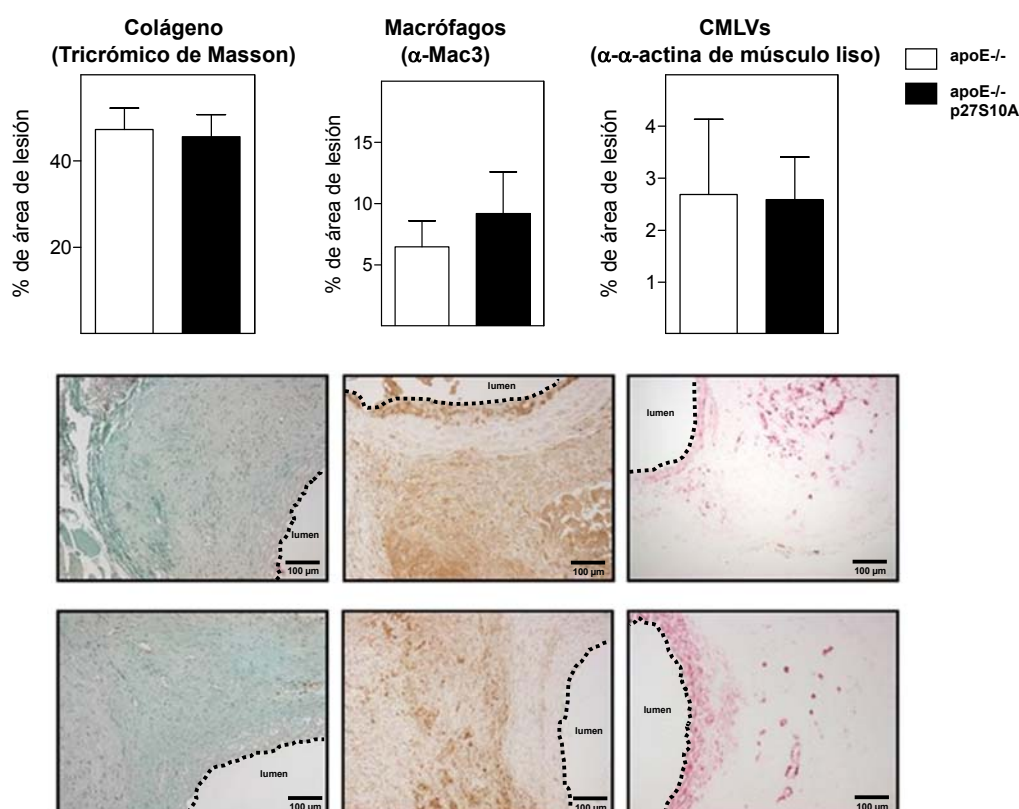 Colágeno
(Tricrómico de Masson)
Macrófagos
(α-Mac3)
CMLVs
(α-α-actina de músculo liso)
apoE-/-
apoE-/-
p27S10A
% de área de lesión
40
20
% de área de lesión
15
10
5
% de área de lesión
4
3
2
1
lumen
100 µm
lumen
100 µm
lumen
100 µm
lumen
100 µm
lumen
100 µm
lumen
100 µm